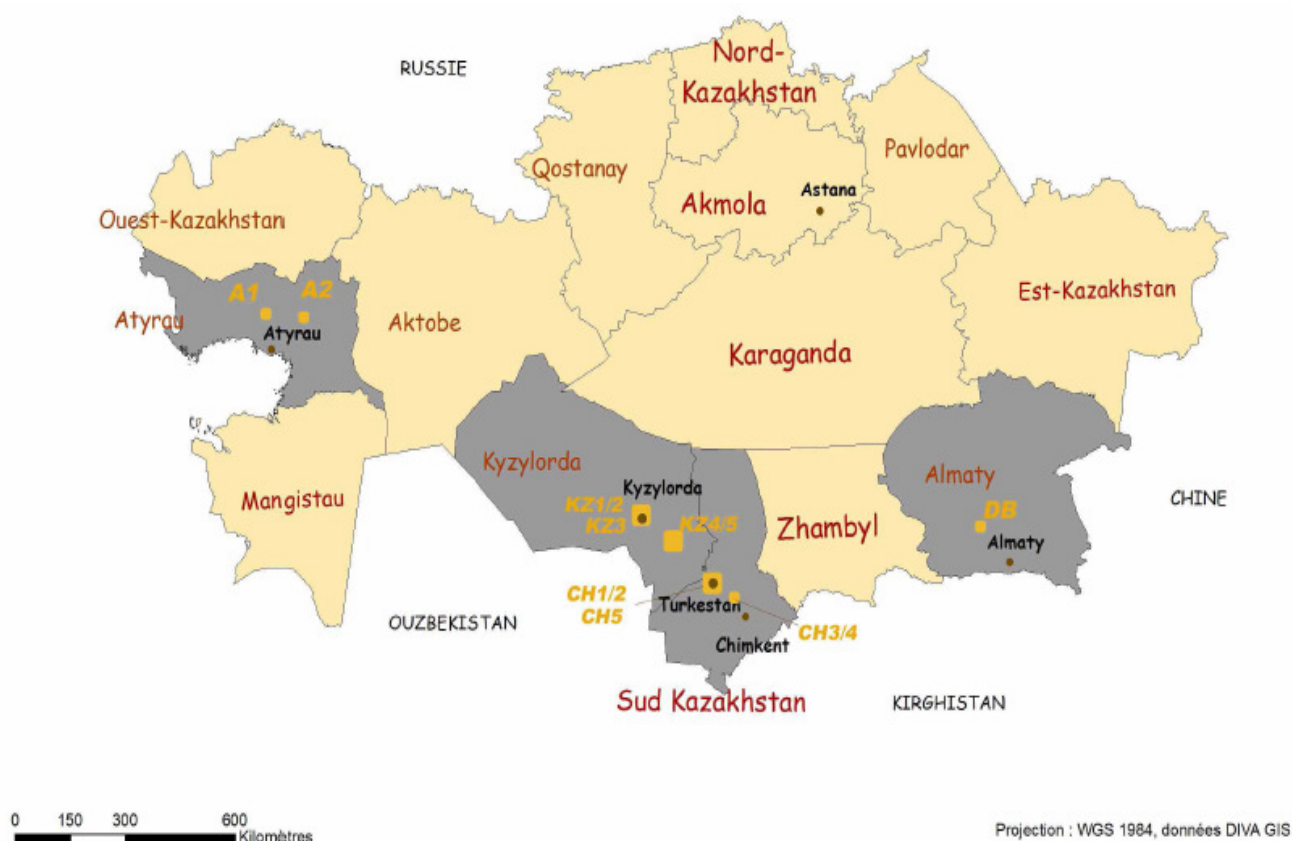 RUSSIE
Nord-
Kazakhstan
Pavlodar
Qostanay
Astana
Akmola
Ouest-Kazakhstan
Est-Kazakhstan
A1
A2
Atyrau
Atyrau
Aktobe
Karaganda
Kyzylorda
Almaty
Mangistau
Kyzylorda
KZ1/2
KZ3
KZ4/5
Zhambyl
DB
Almaty
CHINE
CH1/2
CH5
Turkestan
CH3/4
OUZBEKISTAN
Chimkent
Sud Kazakhstan
KIRGHISTAN
0 150 300 600
Kilomètres
Projection : WGS 1984, données DIVA GIS